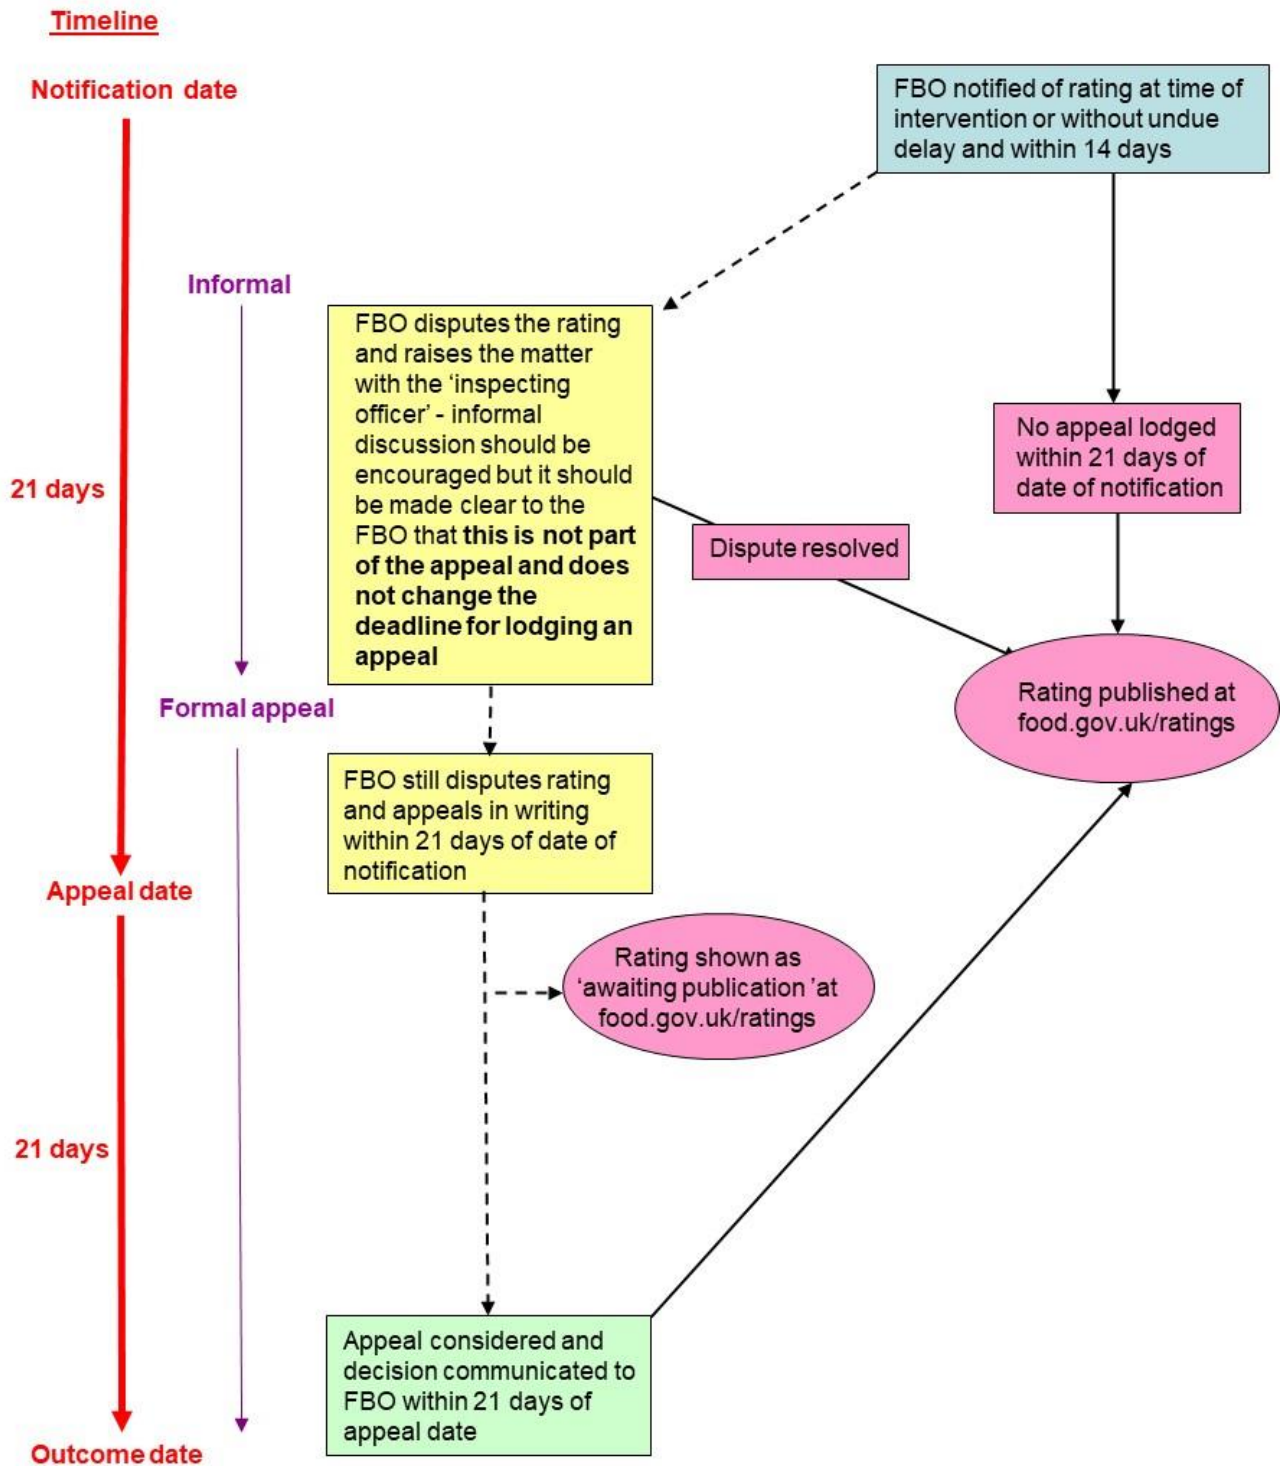 Timeline
Notification date
FBO notified of rating at time of
intervention or without undue
delay and within 14 days
Informal
FBO disputes the rating
and raises the matter
with the ‘inspecting
officer’ - informal
discussion should be
encouraged but it should
be made clear to the
FBO that this is not part
of the appeal and does
not change the
deadline for lodging an
appeal
No appeal lodged
within 21 days of
date of notification
21 days
Dispute resolved
Rating published at
food.gov.uk/ratings
Formal appeal
FBO still disputes rating
and appeals in writing
within 21 days of date of
notification
Appeal date
Rating shown as
‘awaiting publication ’at
food.gov.uk/ratings
21 days
Appeal considered and
decision communicated to
FBO within 21 days of
appeal date
Outcome date